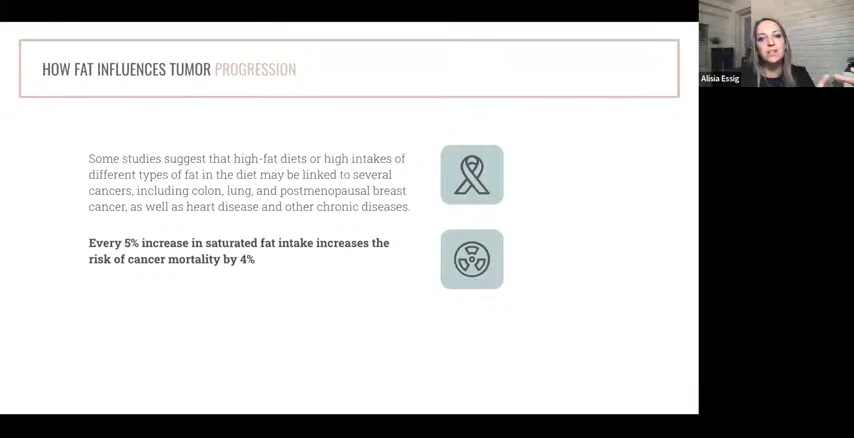 HOW FAT INFLUENCES TUMOR PROGRESSION
Some studies suggest that high-fat diets or high intakes of
different types of fat in the diet may be linked to several
cancers, including colon, lung, and postmenopausal breast
cancer, as well as heart disease and other chronic diseases.
Every 5% increase in saturated fat intake increases the
risk of cancer mortality by 4%
Alisia Essig